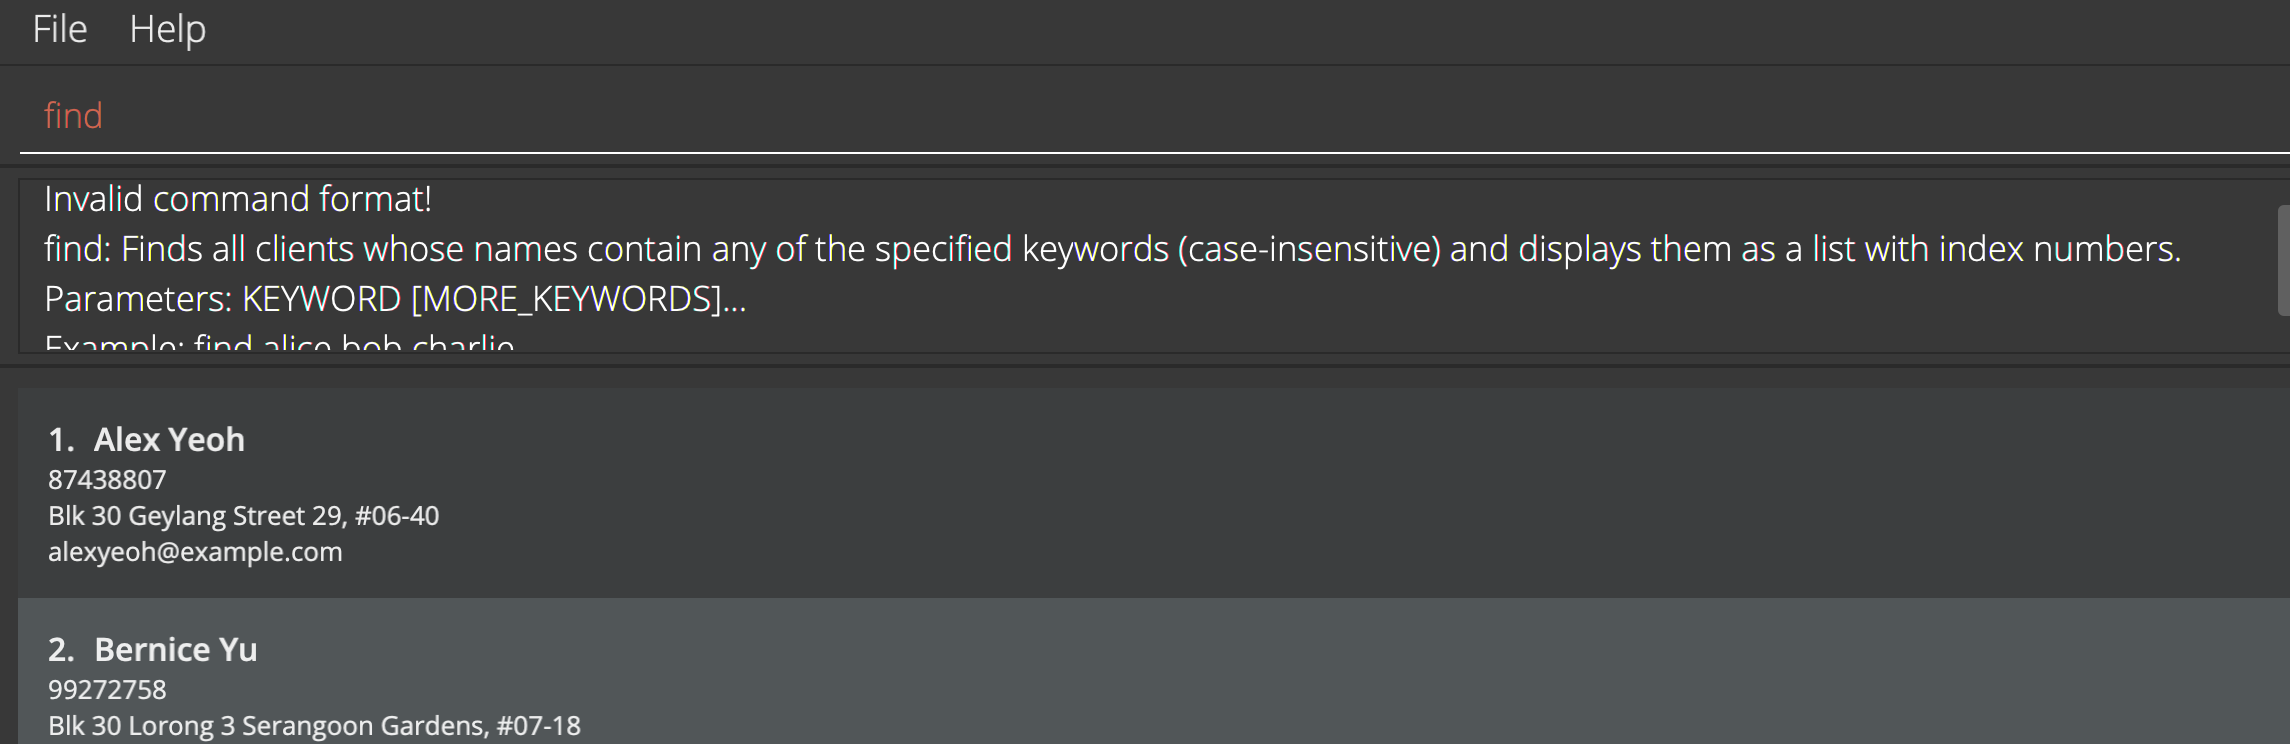 File Help
find
Invalid command format!
find: Finds all clients whose names contain any of the specified keywords (case-insensitive) and displays them as a list with index numbers.
Parameters: KEYWORD [MORE_KEYWORDS]...
Example: find alice bob charlie
1. Alex Yeoh
87438807
Blk 30 Geylang Street 29, #06-40
alexyeoh@example.com
2. Bernice Yu
99272758
Blk 30 Lorong 3 Serangoon Gardens, #07-18